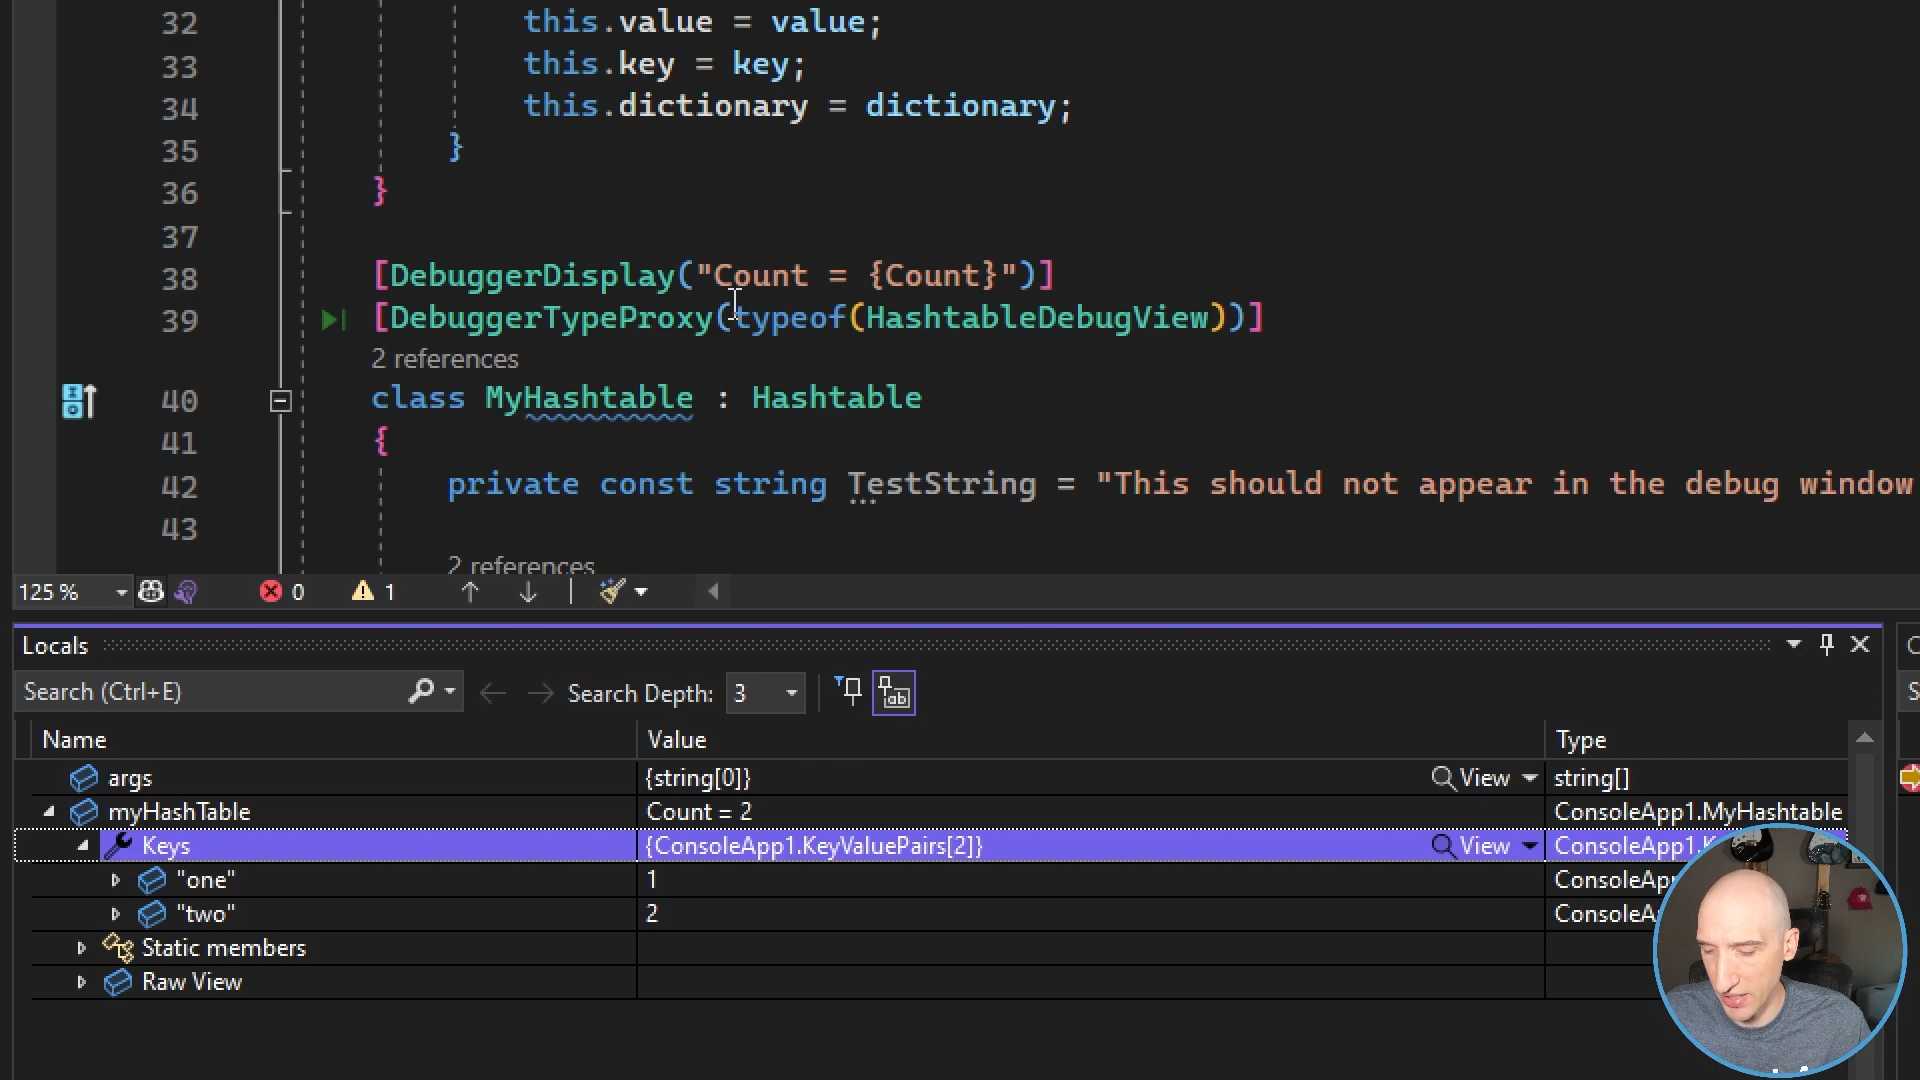 32 this.value = value;
33 this.key = key;
34 this.dictionary = dictionary;
35 }
36 }
37
38 [DebuggerDisplay("Count = {Count}")]
39 [DebuggerTypeProxy(typeof(HashtableDebugView))]
2 references
40 class MyHashtable : Hashtable
41 {
42 private const string TestString = "This should not appear in the debug window
43
2 references
125 % 0 1
Locals
Search (Ctrl+E) Search Depth: 3
Name Value Type
args {string[0]} View string[]
myHashTable Count = 2 ConsoleApp1.MyHashtable
Keys {ConsoleApp1.KeyValuePairs[2]} View ConsoleApp1.K
"one" 1 ConsoleApp
"two" 2 ConsoleA
Static members
Raw View